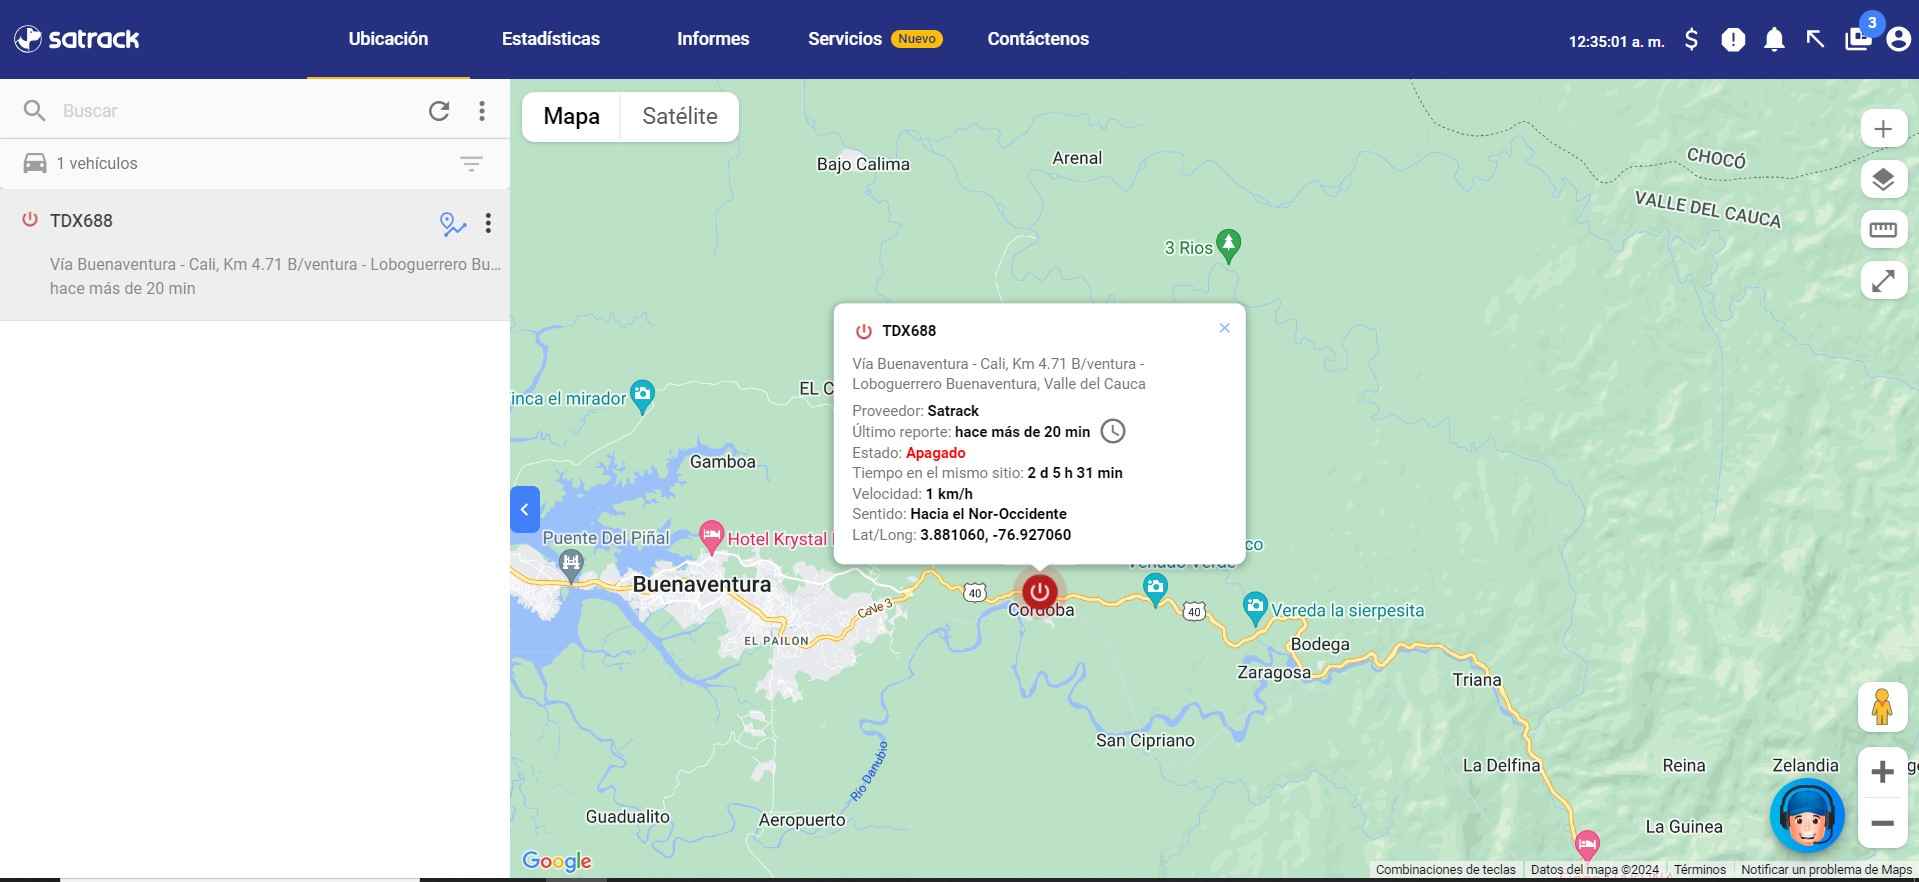 satrack
Ubicación
Estadísticas
Informes
Servicios Nuevo
Contáctenos
12:35:01 a. m.
3
Buscar
1 vehículos
TDX688
Vía Buenaventura - Cali, Km 4.71 B/ventura - Loboguerrero Bu...
hace más de 20 min
Mapa
Satélite
Bajo Calima
Arenal
CHOCÓ
VALLE DEL CAUCA
3 Rios
TDX688
Vía Buenaventura - Cali, Km 4.71 B/ventura -
Loboguerrero Buenaventura, Valle del Cauca
Proveedor: Satrack
Último reporte: hace más de 20 min
Estado: Apagado
Tiempo en el mismo sitio: 2 d 5 h 31 min
Velocidad: 1 km/h
Sentido: Hacia el Nor-Occidente
Lat/Long: 3.881060, -76.927060
EL C
inca el mirador
Gamboa
Puente Del Piñal
Hotel Krystal
co
Venado Verde
Buenaventura
Calle 3
40
Cordoba
40
Vereda la sierpesita
EL PAILON
Bodega
Zaragosa
Triana
San Cipriano
Río Danubio
La Delfina
Reina
Zelandia
Guadualito
Aeropuerto
La Guinea
Google
Combinaciones de teclas
Datos del mapa ©2024
Términos
Notificar un problema de Maps